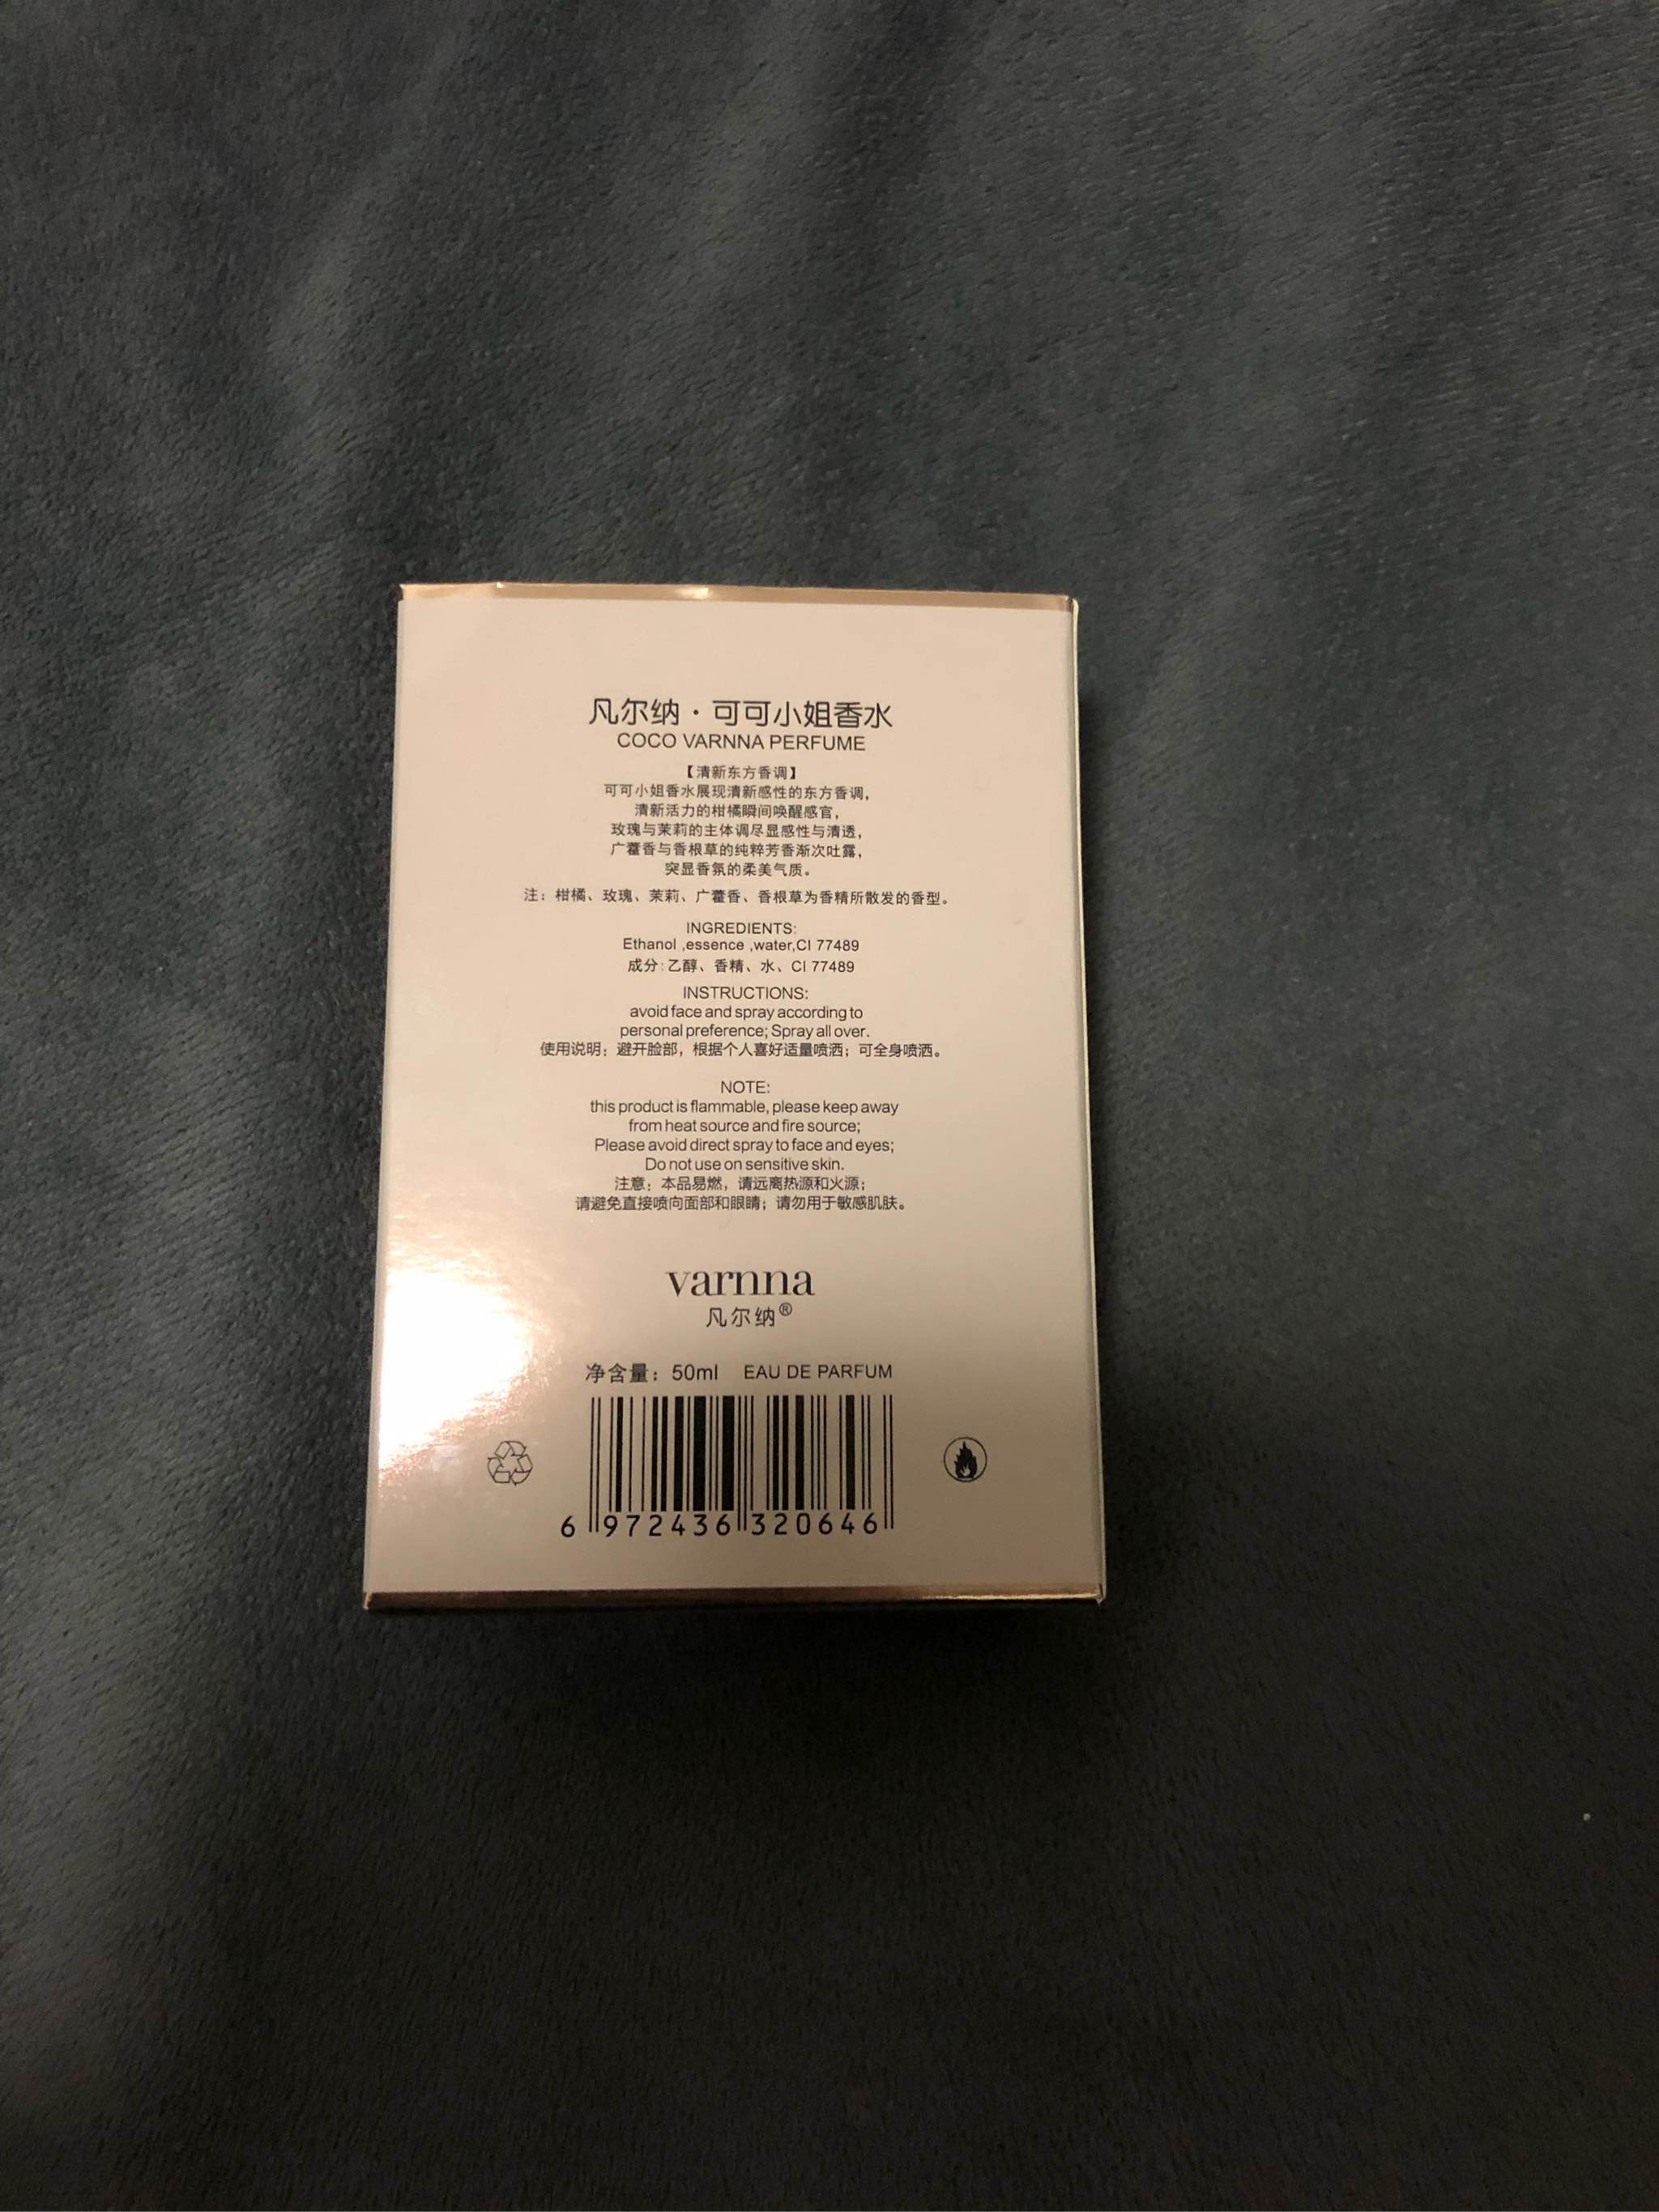 凡尔纳·可可小姐香水
COCO VARNNA PERFUME
【清新东方香调】
可可小姐香水展现清新感性的东方香调，
清新活力的柑橘瞬间唤醒感官，
玫瑰与茉莉的主体调尽显感性与清透，
广藿香与香根草的纯粹芳香渐次吐露，
突显香氛的柔美气质。
注：柑橘、玫瑰、茉莉、广藿香、香根草为香精所散发的香型。
INGREDIENTS:
Ethanol ,essence ,water,CI 77489
成分：乙醇、香精、水、CI 77489
INSTRUCTIONS:
avoid face and spray according to
personal preference; Spray all over.
使用说明：避开脸部，根据个人喜好适量喷洒；可全身喷洒。
NOTE:
this product is flammable, please keep away
from heat source and fire source;
Please avoid direct spray to face and eyes;
Do not use on sensitive skin.
注意：本品易燃，请远离热源和火源；
请避免直接喷向面部和眼睛；请勿用于敏感肌肤。
varnna
凡尔纳®
净含量：50ml EAU DE PARFUM
6 972436 320646